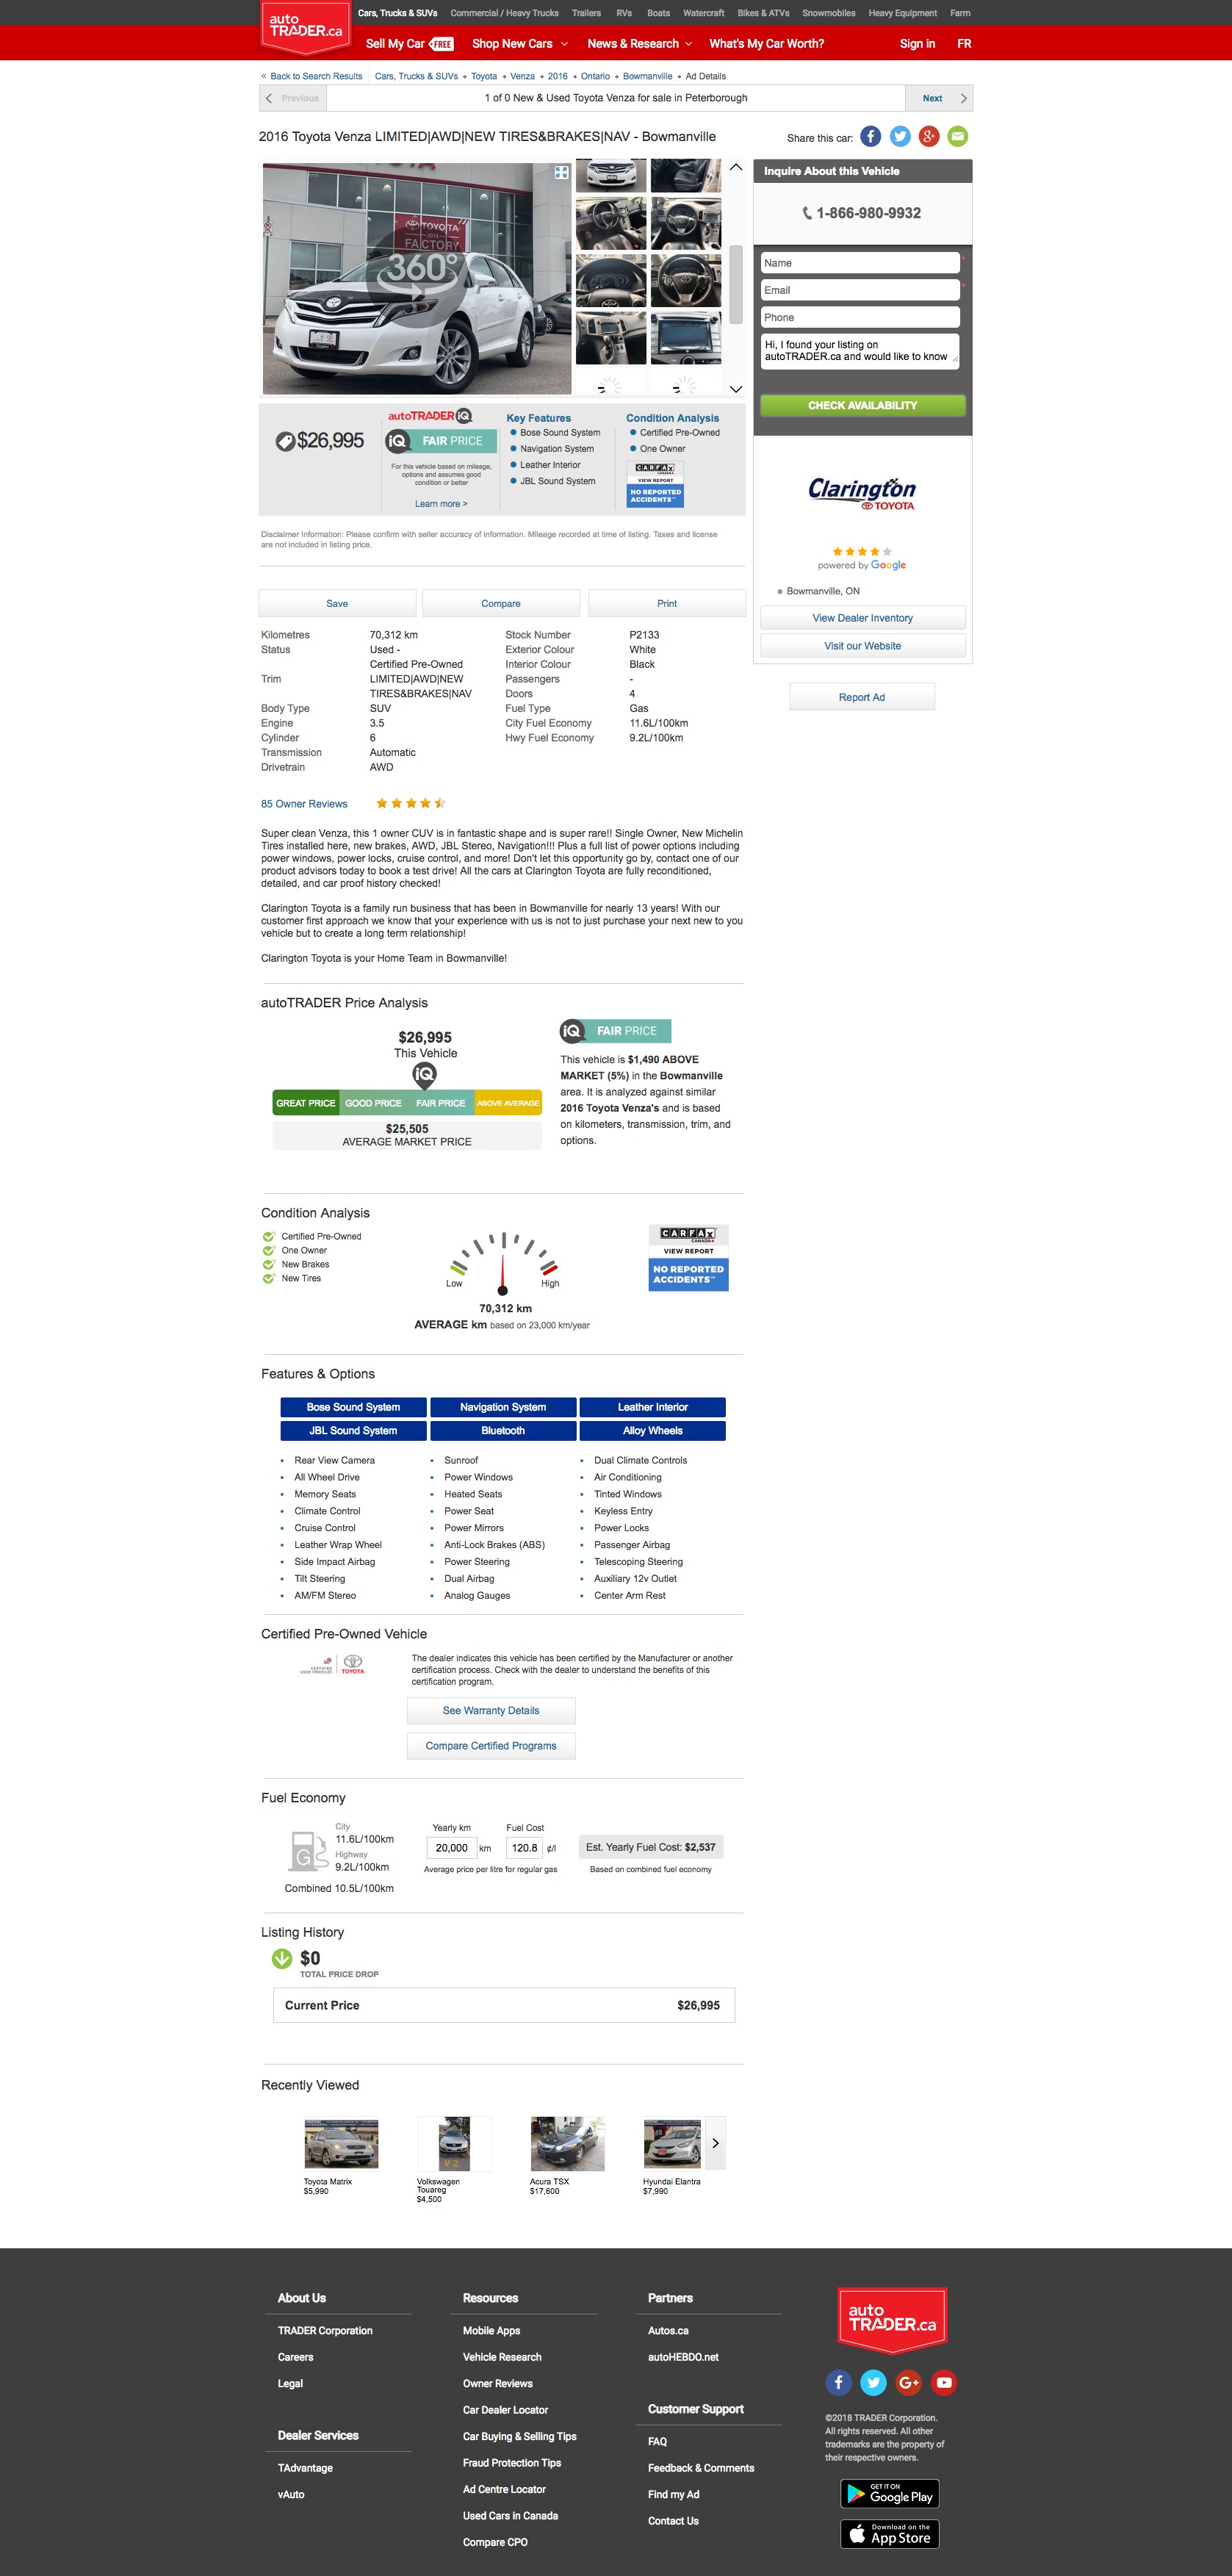 auto
TRADER.ca
Cars, Trucks & SUVs Commercial / Heavy Trucks Trailers RVs Boats Watercraft Bikes & ATVs Snowmobiles Heavy Equipment Farm
Sell My Car FREE Shop New Cars News & Research What's My Car Worth? Sign in FR
« Back to Search Results Cars, Trucks & SUVs Toyota Venza 2016 Ontario Bowmanville Ad Details
Previous 1 of 0 New & Used Toyota Venza for sale in Peterborough Next
2016 Toyota Venza LIMITED|AWD|NEW TIRES&BRAKES|NAV - Bowmanville
Share this car:
TOYOTA
FACTORY
360°
Inquire About this Vehicle
1-866-980-9932
Name
Email
Phone
Hi, I found your listing on
autoTRADER.ca and would like to know
CHECK AVAILABILITY
Clarington
TOYOTA
powered by Google
Bowmanville, ON
View Dealer Inventory
Visit our Website
Report Ad
$26,995
autoTRADER iQ
iQ FAIR PRICE
For this vehicle based on mileage,
options and assumes good
condition or better
Learn more >
Key Features
Bose Sound System
Navigation System
Leather Interior
JBL Sound System
Condition Analysis
Certified Pre-Owned
One Owner
CARFAX
CANADA
VIEW REPORT
NO REPORTED
ACCIDENTS™
Disclaimer Information: Please confirm with seller accuracy of information. Mileage recorded at time of listing. Taxes and license
are not included in listing price.
Save Compare Print
Kilometres 70,312 km Stock Number P2133
Status Used - Exterior Colour White
Certified Pre-Owned Interior Colour Black
Trim LIMITED|AWD|NEW Passengers -
TIRES&BRAKES|NAV Doors 4
Body Type SUV Fuel Type Gas
Engine 3.5 City Fuel Economy 11.6L/100km
Cylinder 6 Hwy Fuel Economy 9.2L/100km
Transmission Automatic
Drivetrain AWD
85 Owner Reviews
Super clean Venza, this 1 owner CUV is in fantastic shape and is super rare!! Single Owner, New Michelin
Tires installed here, new brakes, AWD, JBL Stereo, Navigation!!! Plus a full list of power options including
power windows, power locks, cruise control, and more! Don't let this opportunity go by, contact one of our
product advisors today to book a test drive! All the cars at Clarington Toyota are fully reconditioned,
detailed, and car proof history checked!
Clarington Toyota is a family run business that has been in Bowmanville for nearly 13 years! With our
customer first approach we know that your experience with us is not to just purchase your next new to you
vehicle but to create a long term relationship!
Clarington Toyota is your Home Team in Bowmanville!
autoTRADER Price Analysis
$26,995
This Vehicle
iQ
GREAT PRICE GOOD PRICE FAIR PRICE ABOVE AVERAGE
$25,505
AVERAGE MARKET PRICE
iQ FAIR PRICE
This vehicle is $1,490 ABOVE
MARKET (5%) in the Bowmanville
area. It is analyzed against similar
2016 Toyota Venza's and is based
on kilometers, transmission, trim, and
options.
Condition Analysis
Certified Pre-Owned
One Owner
New Brakes
New Tires
Low High
70,312 km
AVERAGE km based on 23,000 km/year
CARFAX
CANADA
VIEW REPORT
NO REPORTED
ACCIDENTS™
Features & Options
Bose Sound System Navigation System Leather Interior
JBL Sound System Bluetooth Alloy Wheels
Rear View Camera Sunroof Dual Climate Controls
All Wheel Drive Power Windows Air Conditioning
Memory Seats Heated Seats Tinted Windows
Climate Control Power Seat Keyless Entry
Cruise Control Power Mirrors Power Locks
Leather Wrap Wheel Anti-Lock Brakes (ABS) Passenger Airbag
Side Impact Airbag Power Steering Telescoping Steering
Tilt Steering Dual Airbag Auxiliary 12v Outlet
AM/FM Stereo Analog Gauges Center Arm Rest
Certified Pre-Owned Vehicle
TOYOTA
The dealer indicates this vehicle has been certified by the Manufacturer or another
certification process. Check with the dealer to understand the benefits of this
certification program.
See Warranty Details
Compare Certified Programs
Fuel Economy
G
City
11.6L/100km
Highway
9.2L/100km
Combined 10.5L/100km
Yearly km Fuel Cost
20,000 km 120.8 ¢/l
Average price per litre for regular gas
Est. Yearly Fuel Cost: $2,537
Based on combined fuel economy
Listing History
$0
TOTAL PRICE DROP
Current Price $26,995
Recently Viewed
Toyota Matrix
$5,990
V2
Volkswagen
Touareg
$4,500
Acura TSX
$17,600
Hyundai Elantra
$7,990
About Us
TRADER Corporation
Careers
Legal
Dealer Services
TAdvantage
vAuto
Resources
Mobile Apps
Vehicle Research
Owner Reviews
Car Dealer Locator
Car Buying & Selling Tips
Fraud Protection Tips
Ad Centre Locator
Used Cars in Canada
Compare CPO
Partners
Autos.ca
autoHEBDO.net
Customer Support
FAQ
Feedback & Comments
Find my Ad
Contact Us
auto
TRADER.ca
©2018 TRADER Corporation.
All rights reserved. All other
trademarks are the property of
their respective owners.
GET IT ON
Google Play
Download on the
App Store